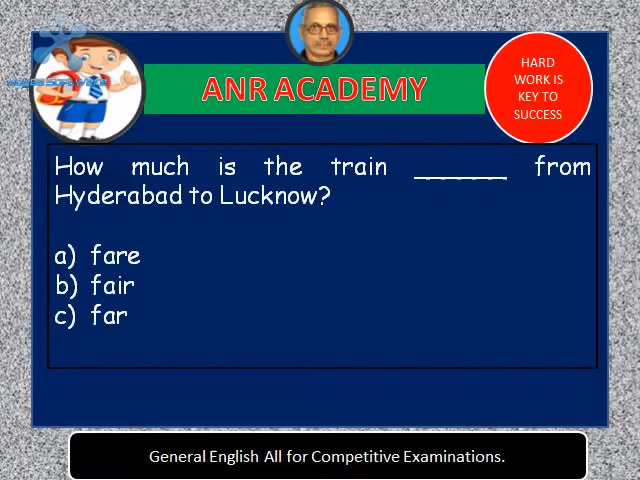 ANR ACADEMY
HARD
WORK IS
KEY TO
SUCCESS
How much is the train _______ from
Hyderabad to Lucknow?
a) fare
b) fair
c) far
General English All for Competitive Examinations.